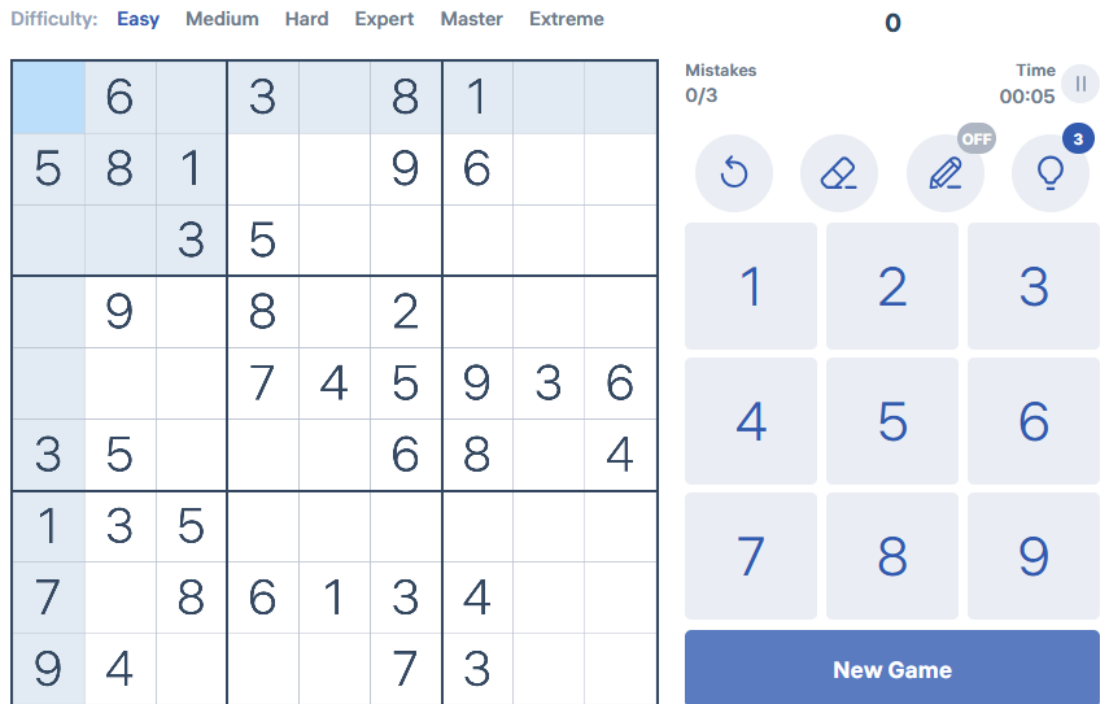 Difficulty: Easy Medium Hard Expert Master Extreme
0
Mistakes
0/3
Time
00:05
OFF
3
6 3 8 1
5 8 1 9 6
3 5
9 8 2
7 4 5 9 3 6
3 5 6 8 4
1 3 5
7 8 6 1 3 4
9 4 7 3
1 2 3
4 5 6
7 8 9
New Game